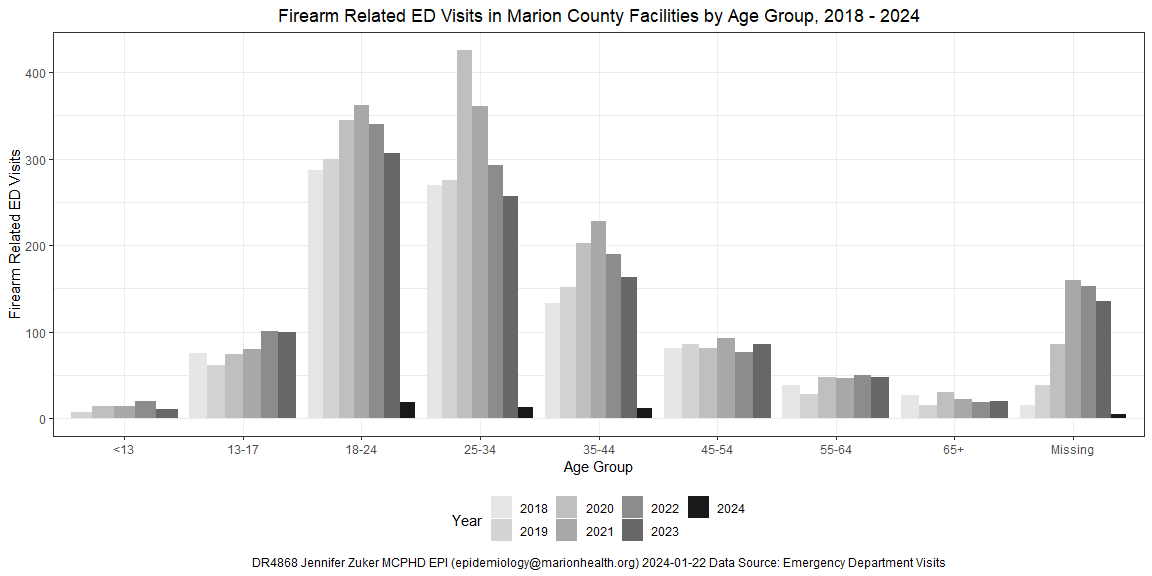 Firearm Related ED Visits in Marion County Facilities by Age Group, 2018 - 2024
Firearm Related ED Visits
400
300
200
100
0
<13 13-17 18-24 25-34 35-44 45-54 55-64 65+ Missing
Age Group
Year
2018 2020 2022 2024
2019 2021 2023
DR4868 Jennifer Zuker MCPHD EPI (epidemiology@marionhealth.org) 2024-01-22 Data Source: Emergency Department Visits